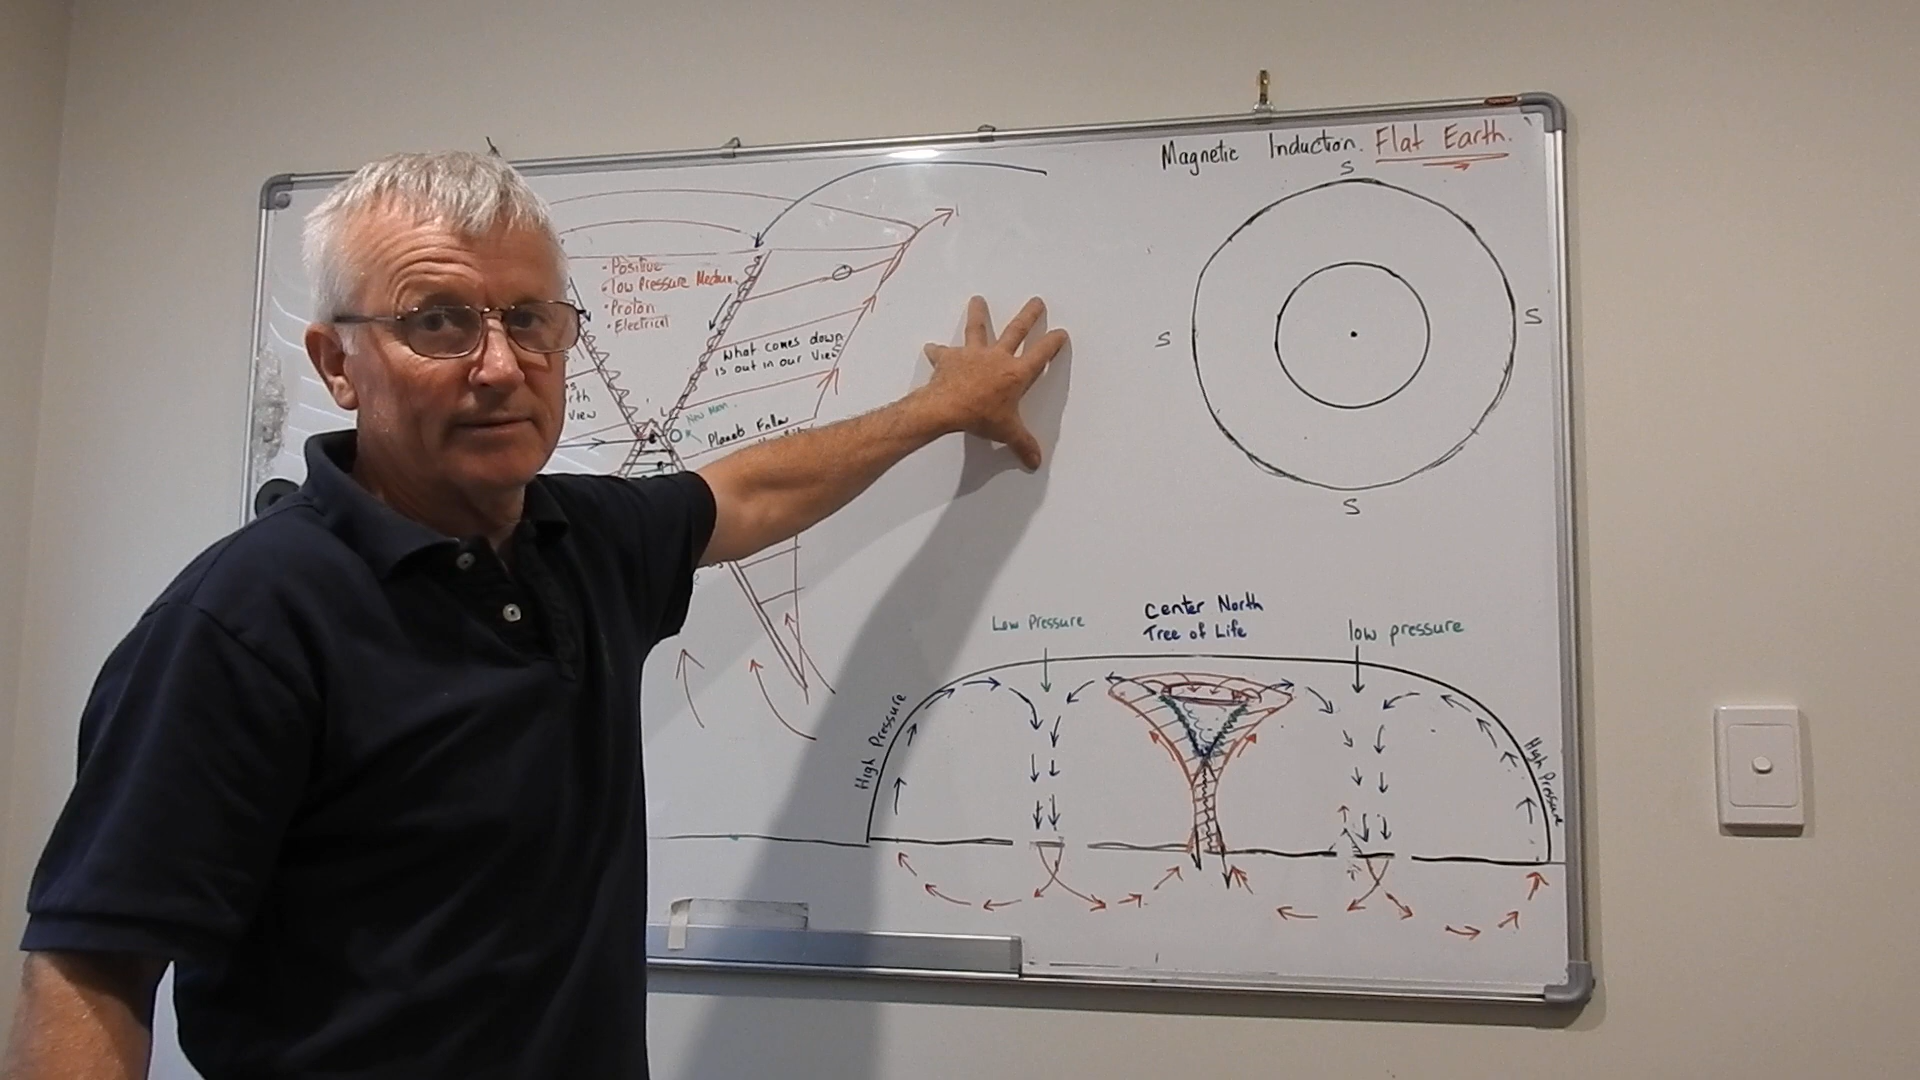 Magnetic Induction. Flat Earth.
S
S
S
S
• Positive
• low Pressure Medium.
• Proton
• Electrical
What comes down
is out in our View
View
New Moon.
Planets Follow
Center North
Tree of Life
Low Pressure
low pressure
High Pressure
High Pressure